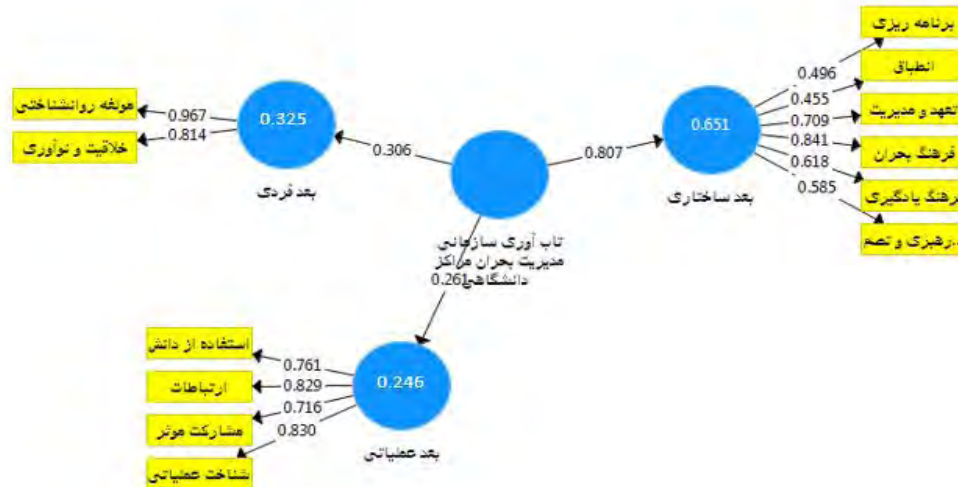 برنامه ریزی
انطباق
تعهد و مدیریت
فرهنگ بحران
فرهنگ یادگیری
رهبری و تصم..
0.496
0.455
0.709
0.841
0.618
0.585
0.651
بعد ساختاری
0.807
تاب آوری سازمانی
مدیریت بحران مراکز
دانشگاهی
0.306
0.325
بعد فردی
0.967
0.814
مولفه روانشناختی
خلاقیت و نوآوری
0.261
0.246
بعد عملیاتی
0.761
0.829
0.716
0.830
استفاده از دانش
ارتباطات
مشارکت موثر
شناخت عملیاتی